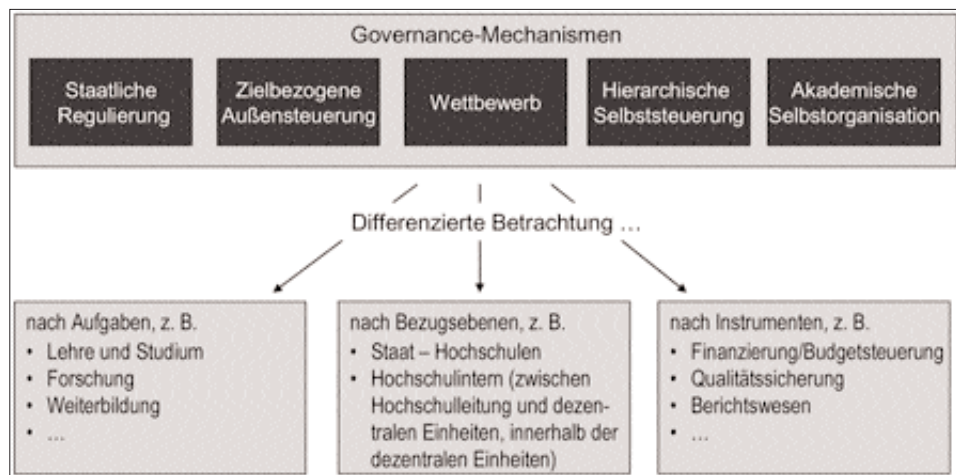 Governance-Mechanismen
Staatliche
Regulierung
Zielbezogene
Außensteuerung
Wettbewerb
Hierarchische
Selbststeuerung
Akademische
Selbstorganisation
Differenzierte Betrachtung ...
nach Aufgaben, z. B.
• Lehre und Studium
• Forschung
• Weiterbildung
• ...
nach Bezugsebenen, z. B.
• Staat – Hochschulen
• Hochschulintern (zwischen
Hochschulleitung und dezen-
tralen Einheiten, innerhalb der
dezentralen Einheiten)
nach Instrumenten, z. B.
• Finanzierung/Budgetsteuerung
• Qualitätssicherung
• Berichtswesen
• ...